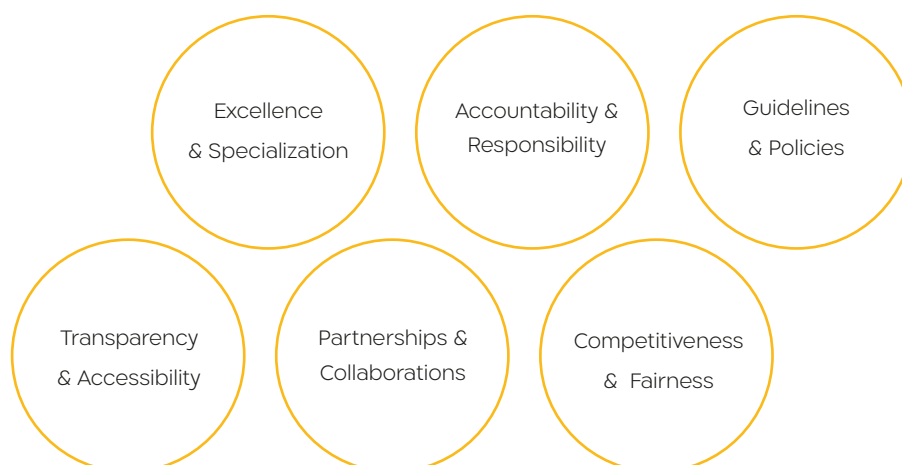 Excellence
& Specialization
Accountability &
Responsibility
Guidelines
& Policies
Transparency
& Accessibility
Partnerships &
Collaborations
Competitiveness
& Fairness